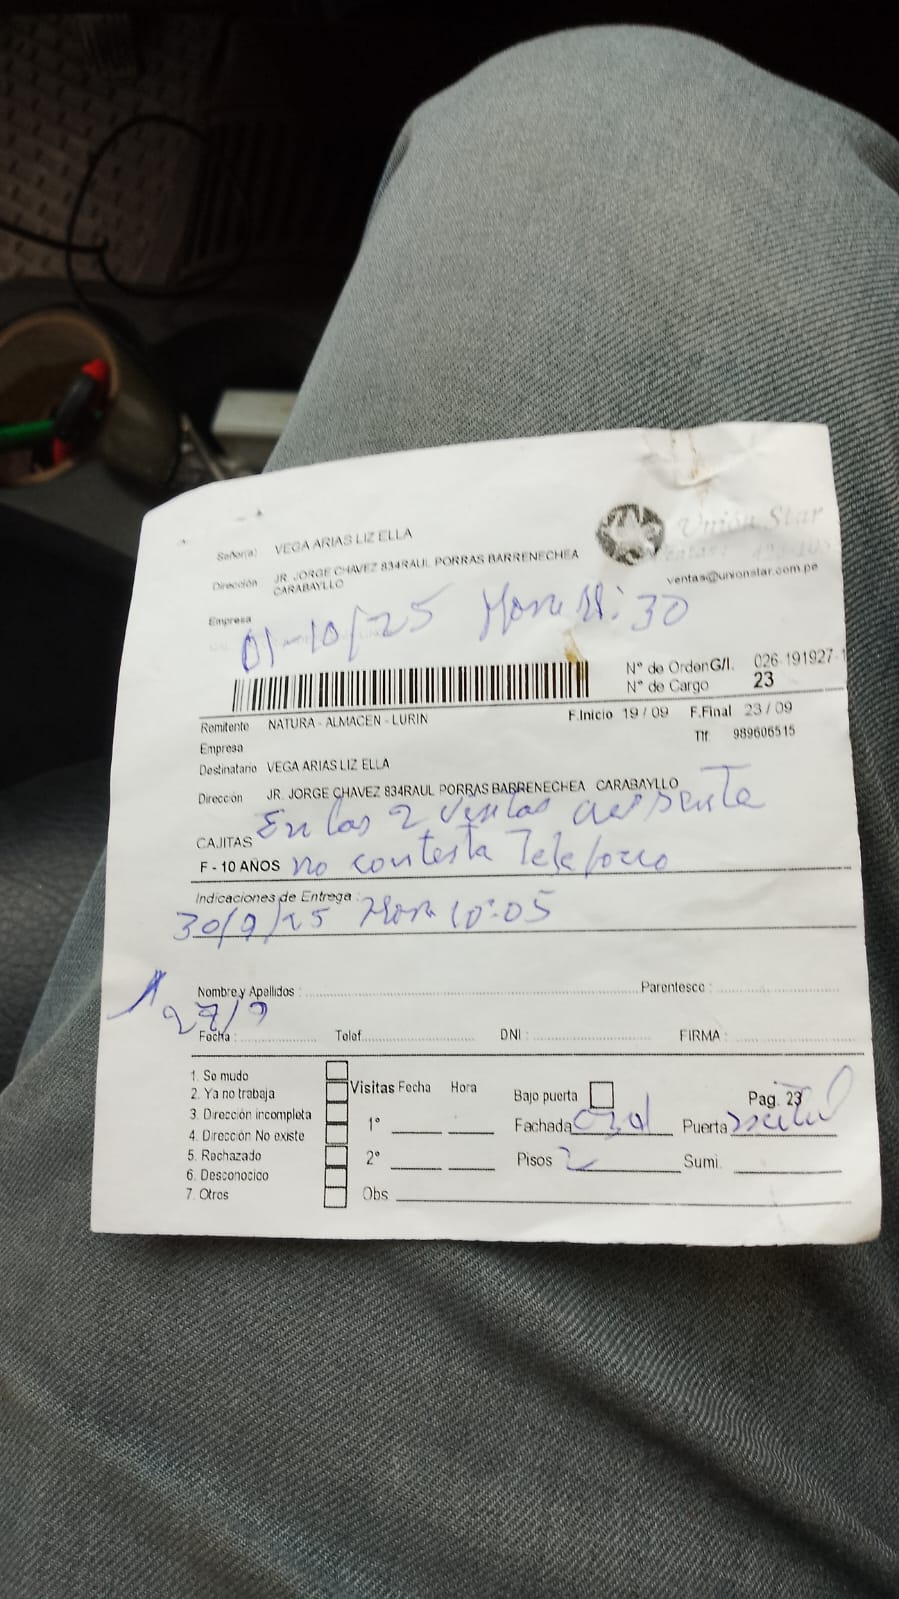 Unión Star
Señor(a) VEGA ARIAS LIZ ELLA
Dirección JR. JORGE CHAVEZ 834RAUL PORRAS BARRENECHEA
CARABAYLLO
ventas@unionstar.com.pe
Empresa
01-10/25 Hora 11:30
N° de Orden G/I. 026-191927-1
N° de Cargo 23
Remitente NATURA - ALMACEN - LURIN F.Inicio 19 / 09 F.Final 23 / 09
Empresa Tlf. 989606515
Destinatario VEGA ARIAS LIZ ELLA
Dirección JR. JORGE CHAVEZ 834RAUL PORRAS BARRENECHEA CARABAYLLO
En las 2 visitas ausente
CAJITAS
F - 10 AÑOS no contesta Telefono
Indicaciones de Entrega :
30/9/25 Hora 10:05
Nombre y Apellidos : Parentesco :
27/9
Fecha : Telef. DNI : FIRMA :
1. Se mudo
2. Ya no trabaja
3. Dirección incompleta
4. Dirección No existe
5. Rechazado
6. Desconocico
7. Otros
Visitas Fecha Hora
1°
2°
Obs
Bajo puerta Pag. 23
Fachada Puerta
Pisos 2 Sumi.